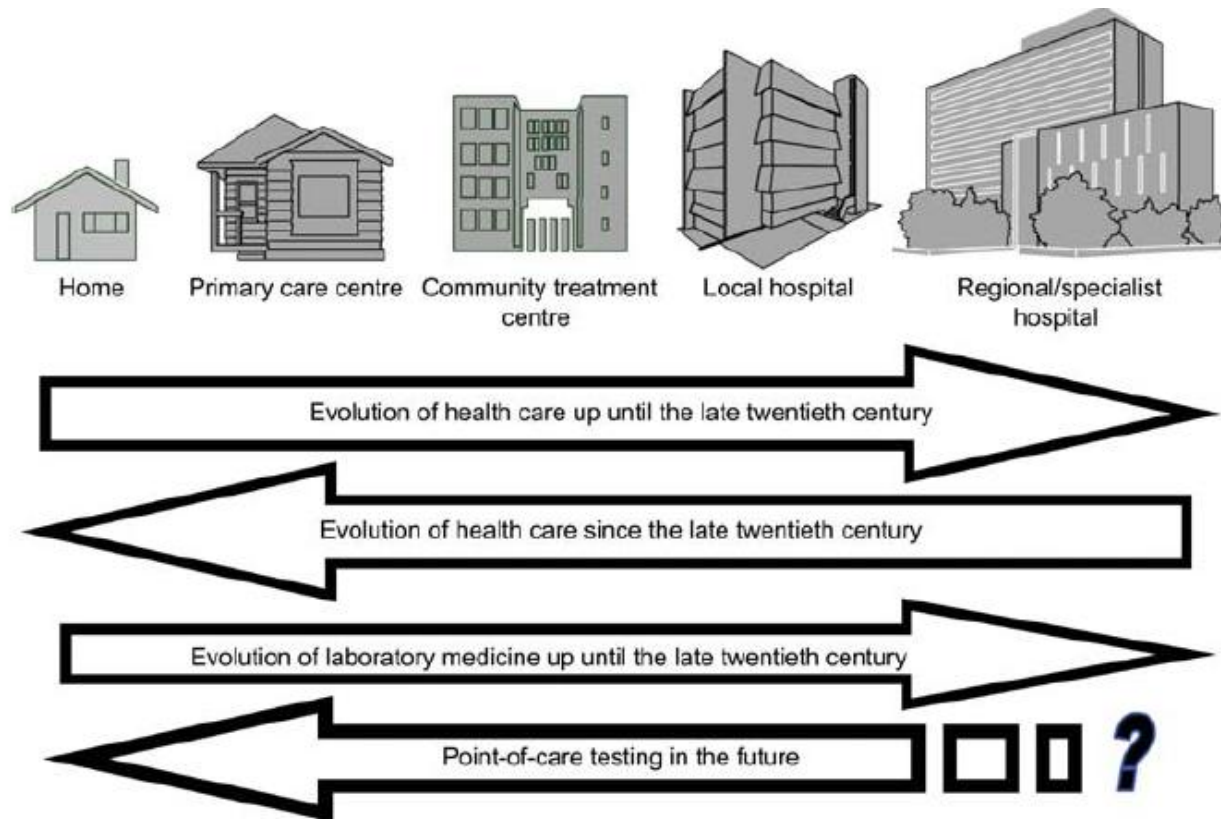 Home
Primary care centre
Community treatment
centre
Local hospital
Regional/specialist
hospital
Evolution of health care up until the late twentieth century
Evolution of health care since the late twentieth century
Evolution of laboratory medicine up until the late twentieth century
Point-of-care testing in the future
?